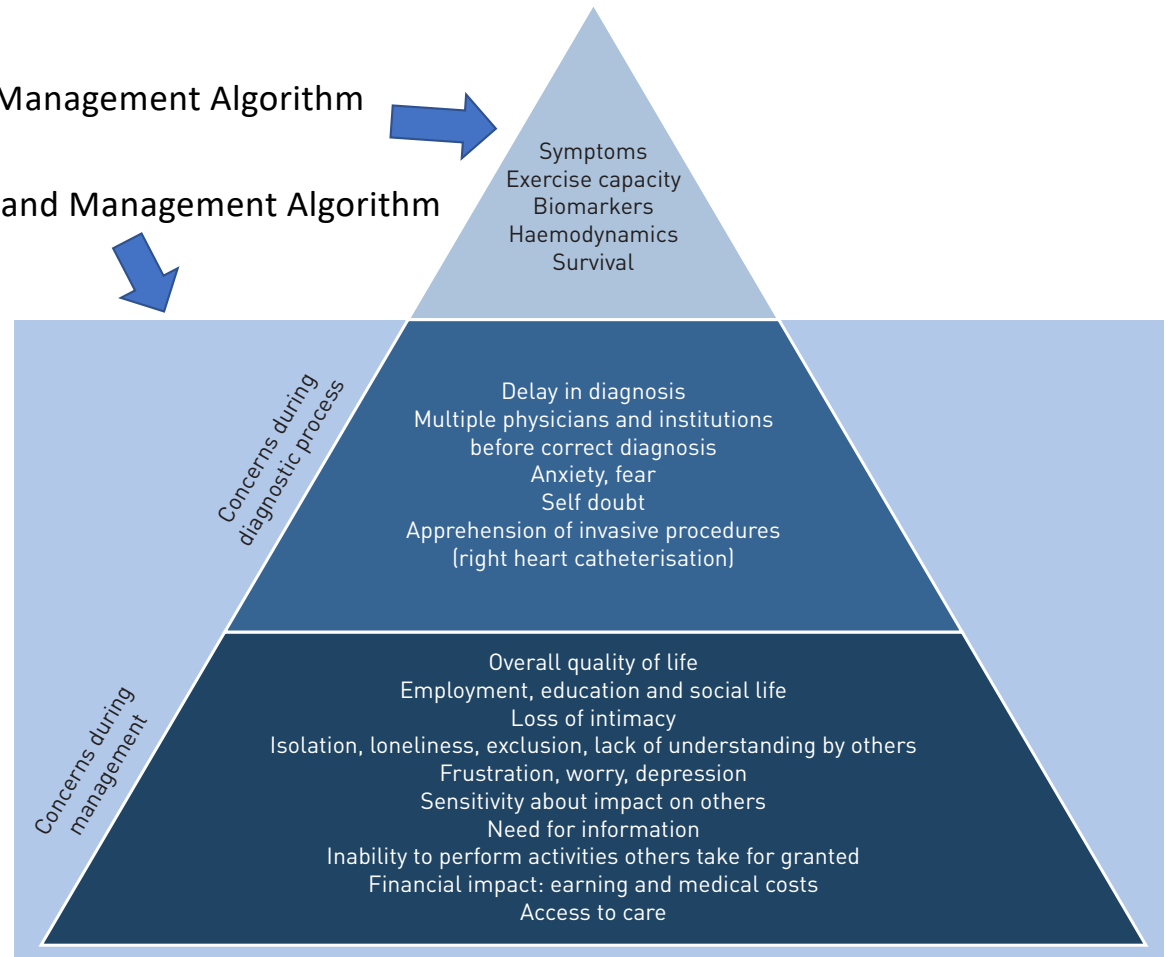 Management Algorithm
and Management Algorithm
Symptoms
Exercise capacity
Biomarkers
Haemodynamics
Survival
Concerns during
diagnostic process
Delay in diagnosis
Multiple physicians and institutions
before correct diagnosis
Anxiety, fear
Self doubt
Apprehension of invasive procedures
(right heart catheterisation)
Concerns during
management
Overall quality of life
Employment, education and social life
Loss of intimacy
Isolation, loneliness, exclusion, lack of understanding by others
Frustration, worry, depression
Sensitivity about impact on others
Need for information
Inability to perform activities others take for granted
Financial impact: earning and medical costs
Access to care